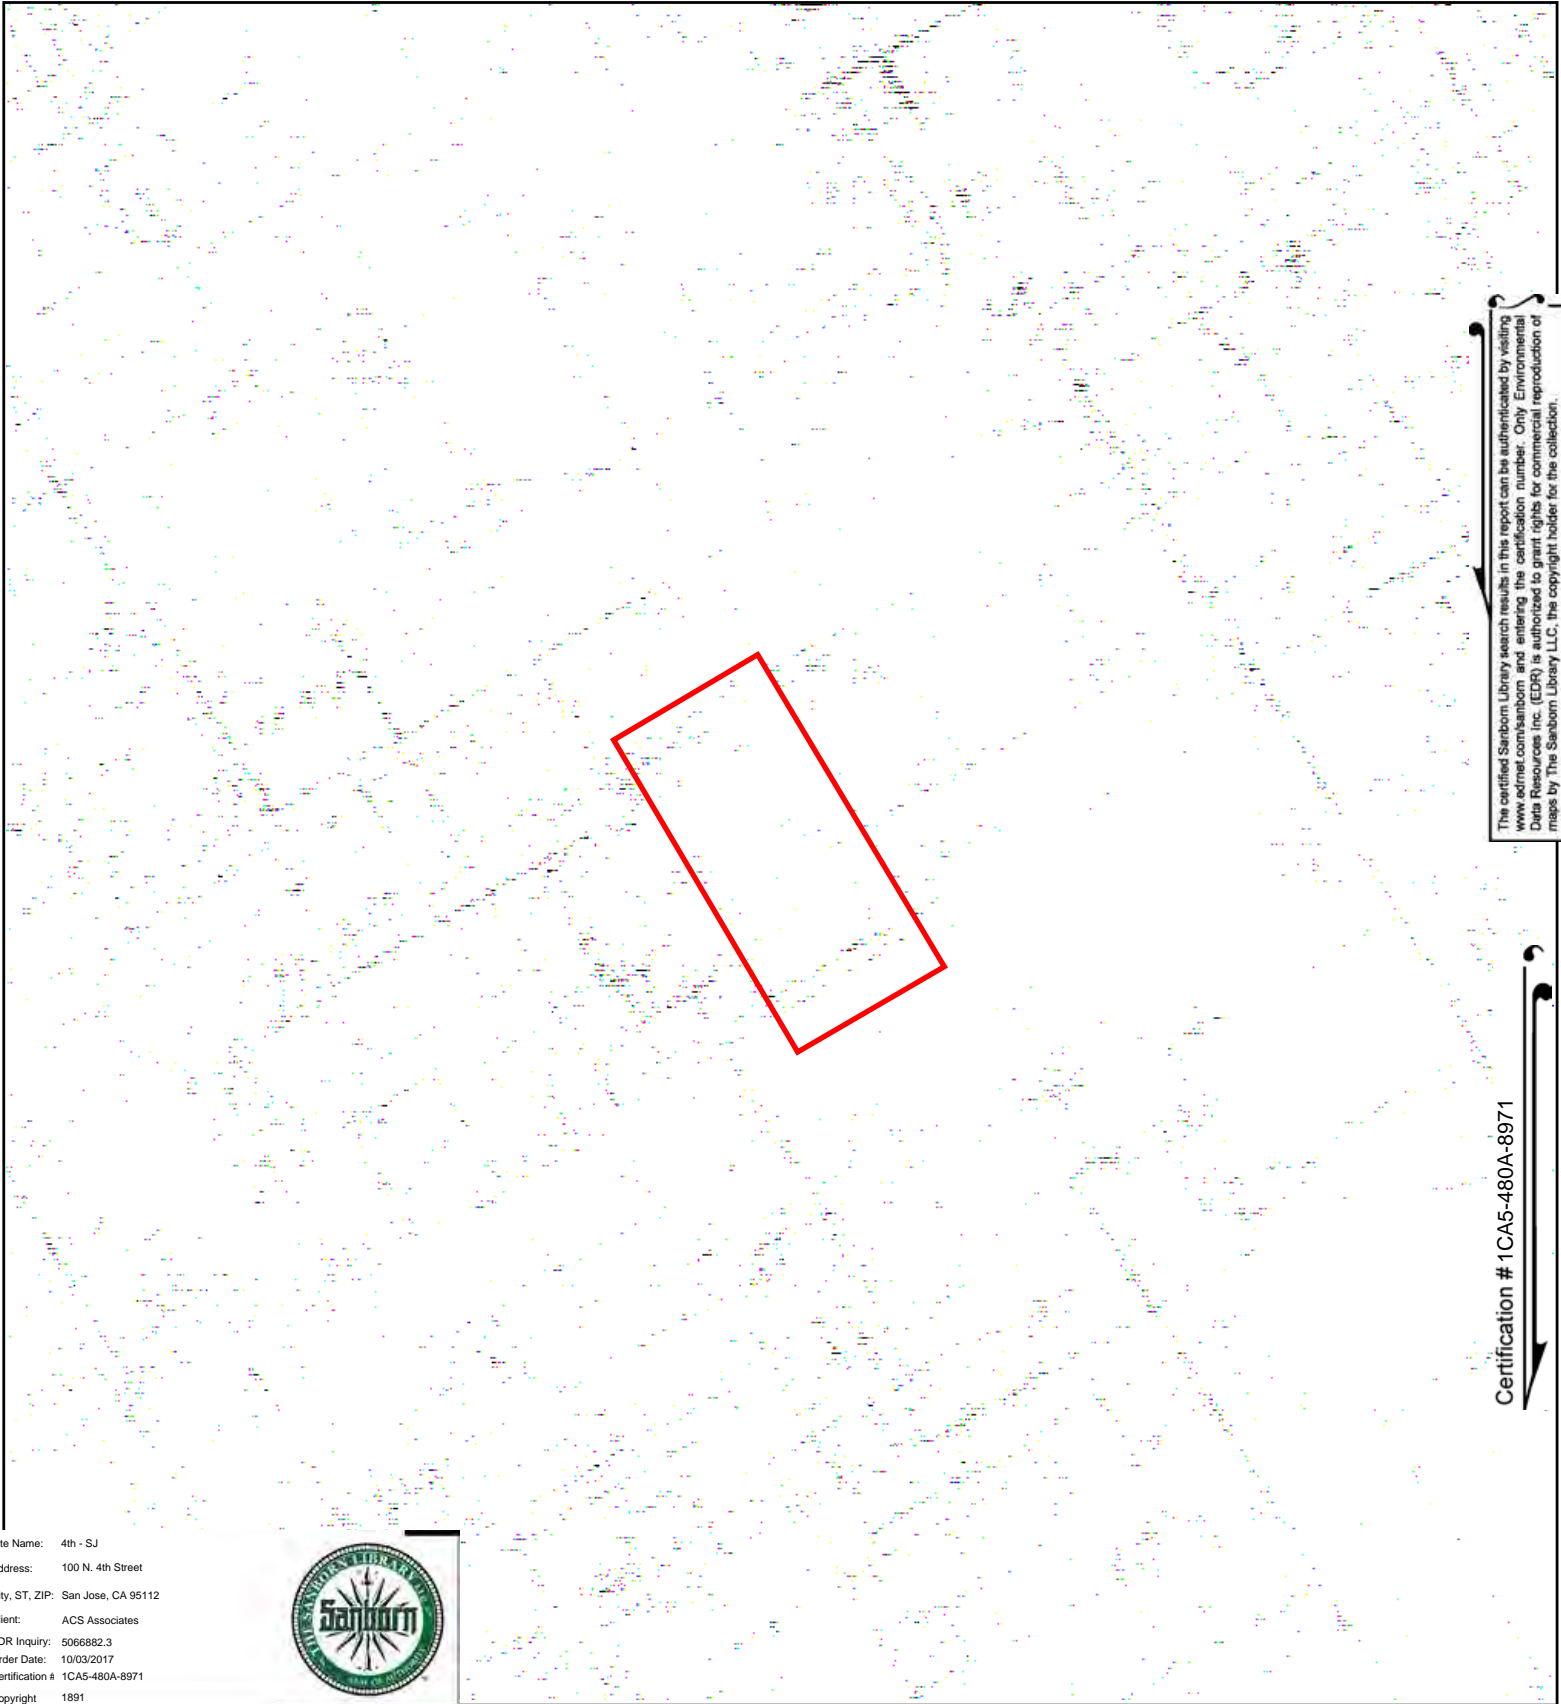 The certified Sanborn Library search results in this report can be authenticated by visiting
www.edrnet.com/sanborn and entering the certification number. Only Environmental
Data Resources Inc. (EDR) is authorized to grant rights for commercial reproduction of
maps by The Sanborn Library LLC, the copyright holder for the collection.
Certification # 1CA5-480A-8971
te Name: 4th - SJ
ddress: 100 N. 4th Street
ty, ST, ZIP: San Jose, CA 95112
ient: ACS Associates
DR Inquiry: 5066882.3
rder Date: 10/03/2017
ertification # 1CA5-480A-8971
opyright 1891
THE SANBORN LIBRARY
Sanborn